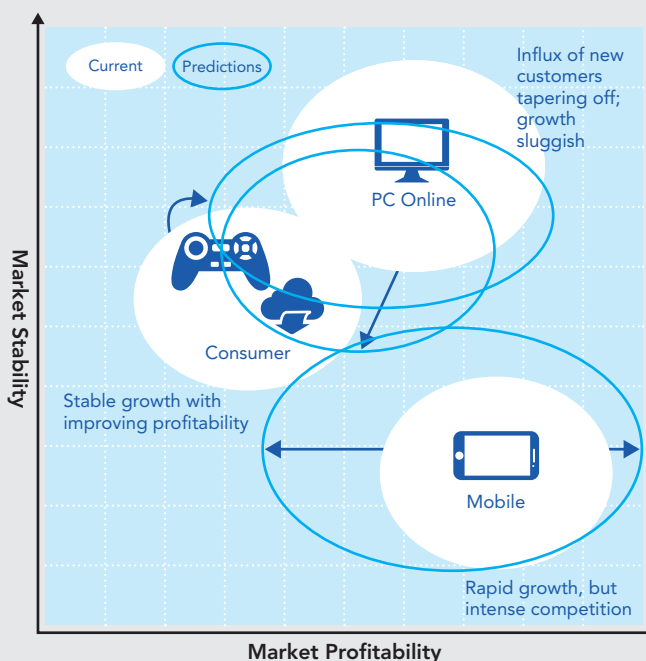 Current
Predictions
Influx of new
customers
tapering off;
growth
sluggish
PC Online
Consumer
Stable growth with
improving profitability
Mobile
Rapid growth, but
intense competition
Market Stability
Market Profitability